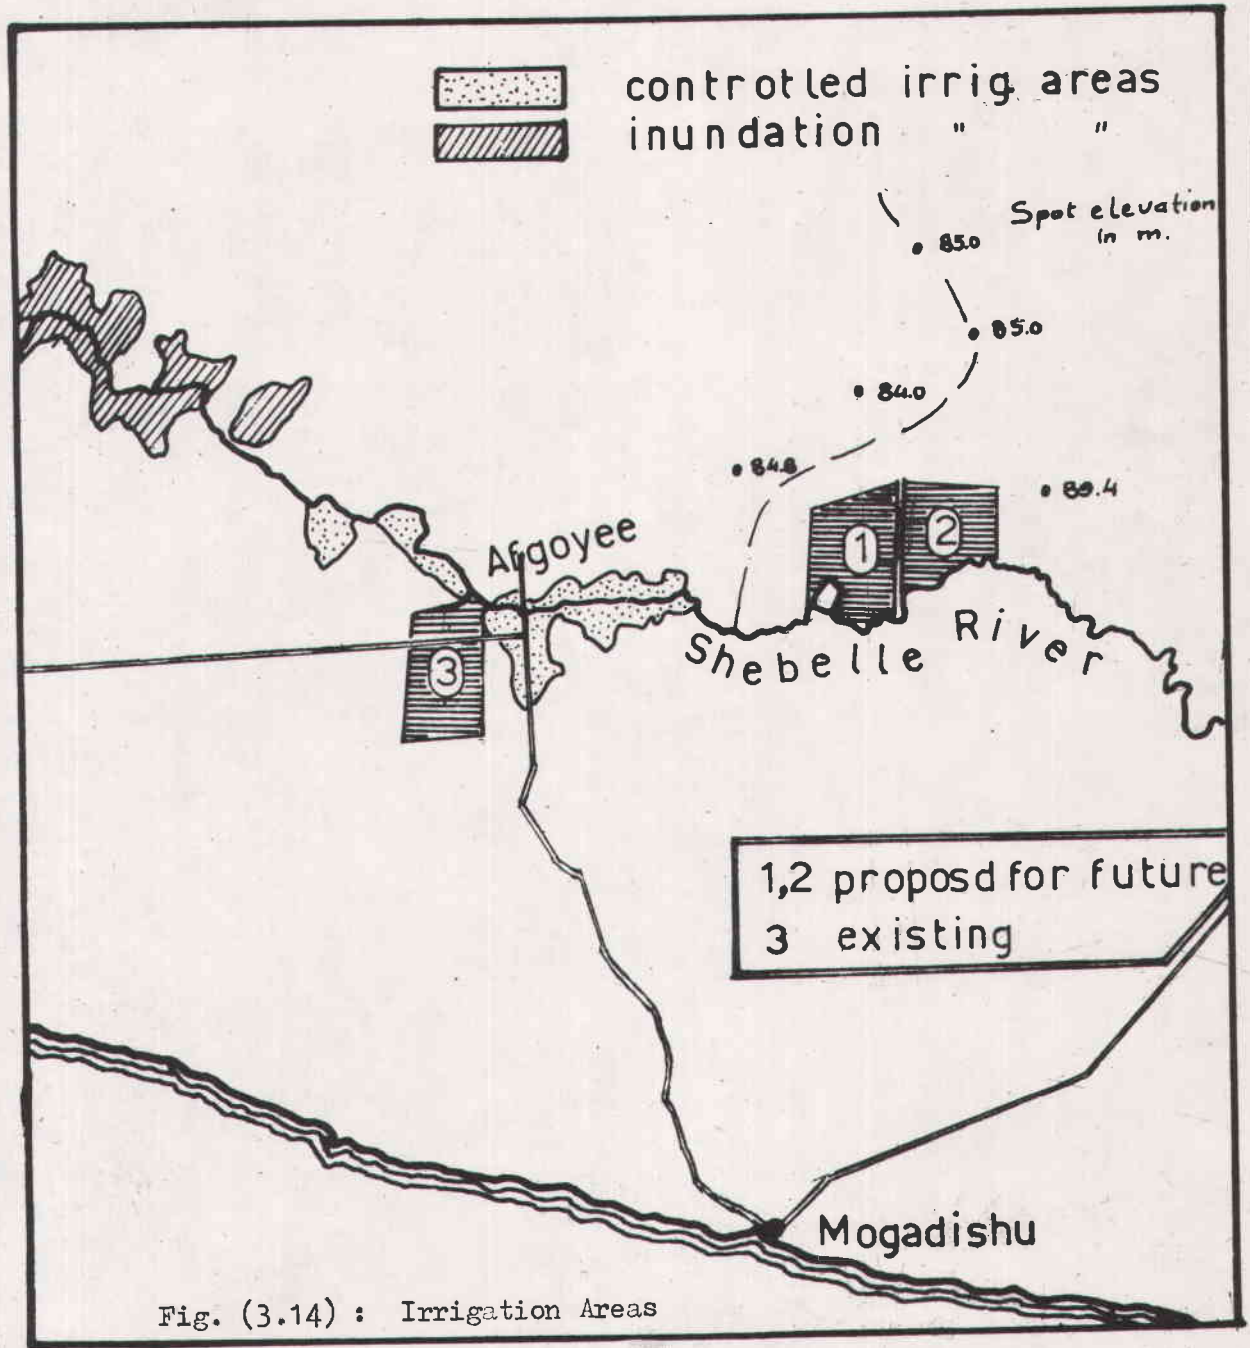 controtled irrig. areas
inundation " "
Spot elevation
in m.
85.0
85.0
84.0
84.8
89.4
1
2
Afgoyee
Shebelle River
3
1,2 proposd for future
3 existing
Mogadishu
Fig. (3.14) : Irrigation Areas